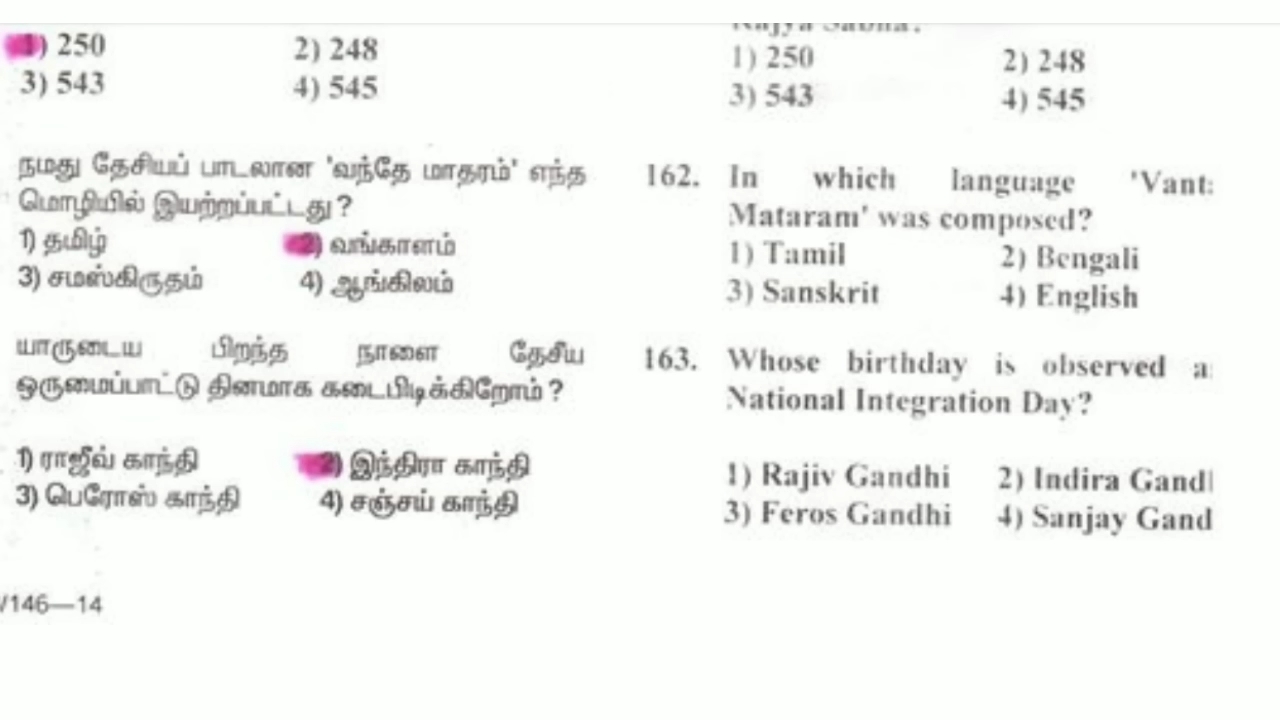 1) 250 2) 248
3) 543 4) 545
நமது தேசியப் பாடலான 'வந்தே மாதரம்' எந்த
மொழியில் இயற்றப்பட்டது?
1) தமிழ் 2) வங்காளம்
3) சமஸ்கிருதம் 4) ஆங்கிலம்
யாருடைய பிறந்த நாளை தேசீய
ஒருமைப்பாட்டு தினமாக கடைபிடிக்கிறோம்?
1) ராஜீவ் காந்தி 2) இந்திரா காந்தி
3) பெரோஸ் காந்தி 4) சஞ்சய் காந்தி
/146—14
Rajya Sabha?
1) 250 2) 248
3) 543 4) 545
162. In which language 'Vant
Mataram' was composed?
1) Tamil 2) Bengali
3) Sanskrit 4) English
163. Whose birthday is observed a
National Integration Day?
1) Rajiv Gandhi 2) Indira Gand
3) Feros Gandhi 4) Sanjay Gand